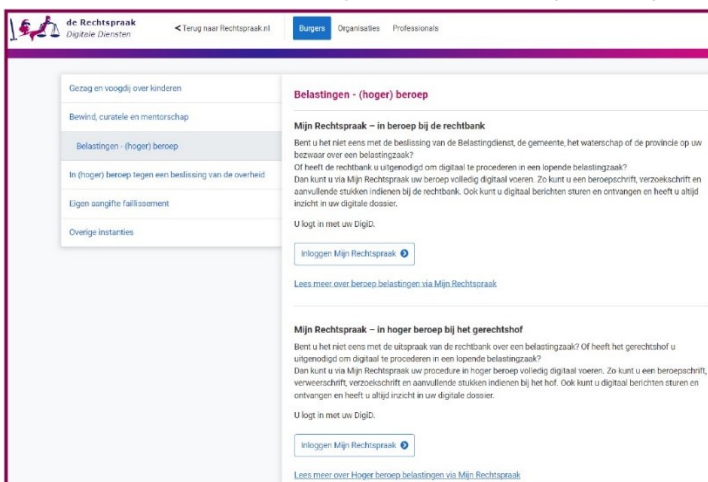 de Rechtspraak
Digitale Diensten
< Terug naar Rechtspraak.nl
Burgers
Organisaties
Professionals
Gezag en voogdij over kinderen
Bewind, curatele en mentorschap
Belastingen - (hoger) beroep
In (hoger) beroep tegen een beslissing van de overheid
Eigen aangifte faillissement
Overige instanties
Belastingen - (hoger) beroep
Mijn Rechtspraak – in beroep bij de rechtbank
Bent u het niet eens met de beslissing van de Belastingdienst, de gemeente, het waterschap of de provincie op uw
bezwaar over een belastingzaak?
Of heeft de rechtbank u uitgenodigd om digitaal te procederen in een lopende belastingzaak?
Dan kunt u via Mijn Rechtspraak uw beroep volledig digitaal voeren. Zo kunt u een beroepschrift, verzoekschrift en
aanvullende stukken indienen bij de rechtbank. Ook kunt u digitaal berichten sturen en ontvangen en heeft u altijd
inzicht in uw digitale dossier.
U logt in met uw DigiD.
Inloggen Mijn Rechtspraak
Lees meer over beroep belastingen via Mijn Rechtspraak
Mijn Rechtspraak – in hoger beroep bij het gerechtshof
Bent u het niet eens met de uitspraak van de rechtbank over een belastingzaak? Of heeft het gerechtshof u
uitgenodigd om digitaal te procederen in een lopende belastingzaak?
Dan kunt u via Mijn Rechtspraak uw procedure in hoger beroep volledig digitaal voeren. Zo kunt u een beroepschrift,
verweerschrift, verzoekschrift en aanvullende stukken indienen bij het hof. Ook kunt u digitaal berichten sturen en
ontvangen en heeft u altijd inzicht in uw digitale dossier.
U logt in met uw DigiD.
Inloggen Mijn Rechtspraak
Lees meer over Hoger beroep belastingen via Mijn Rechtspraak